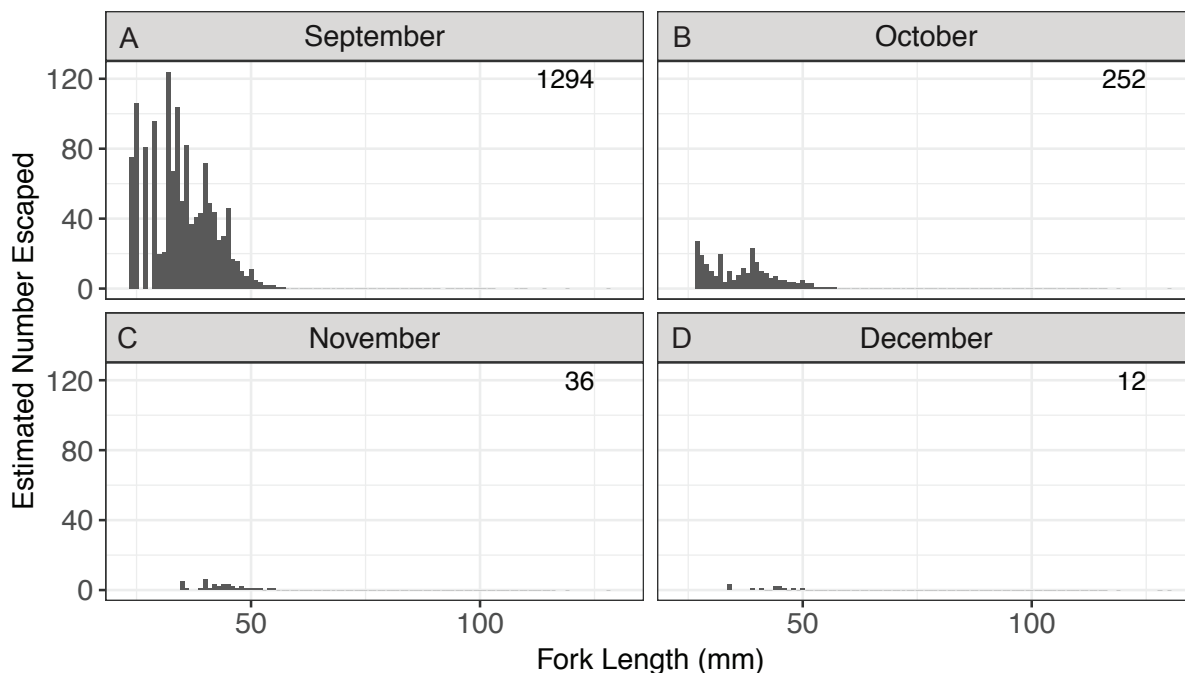 A September
B October
1294
252
120
80
40
0
C November
D December
36
12
120
80
40
0
50 100
50 100
Estimated Number Escaped
Fork Length (mm)